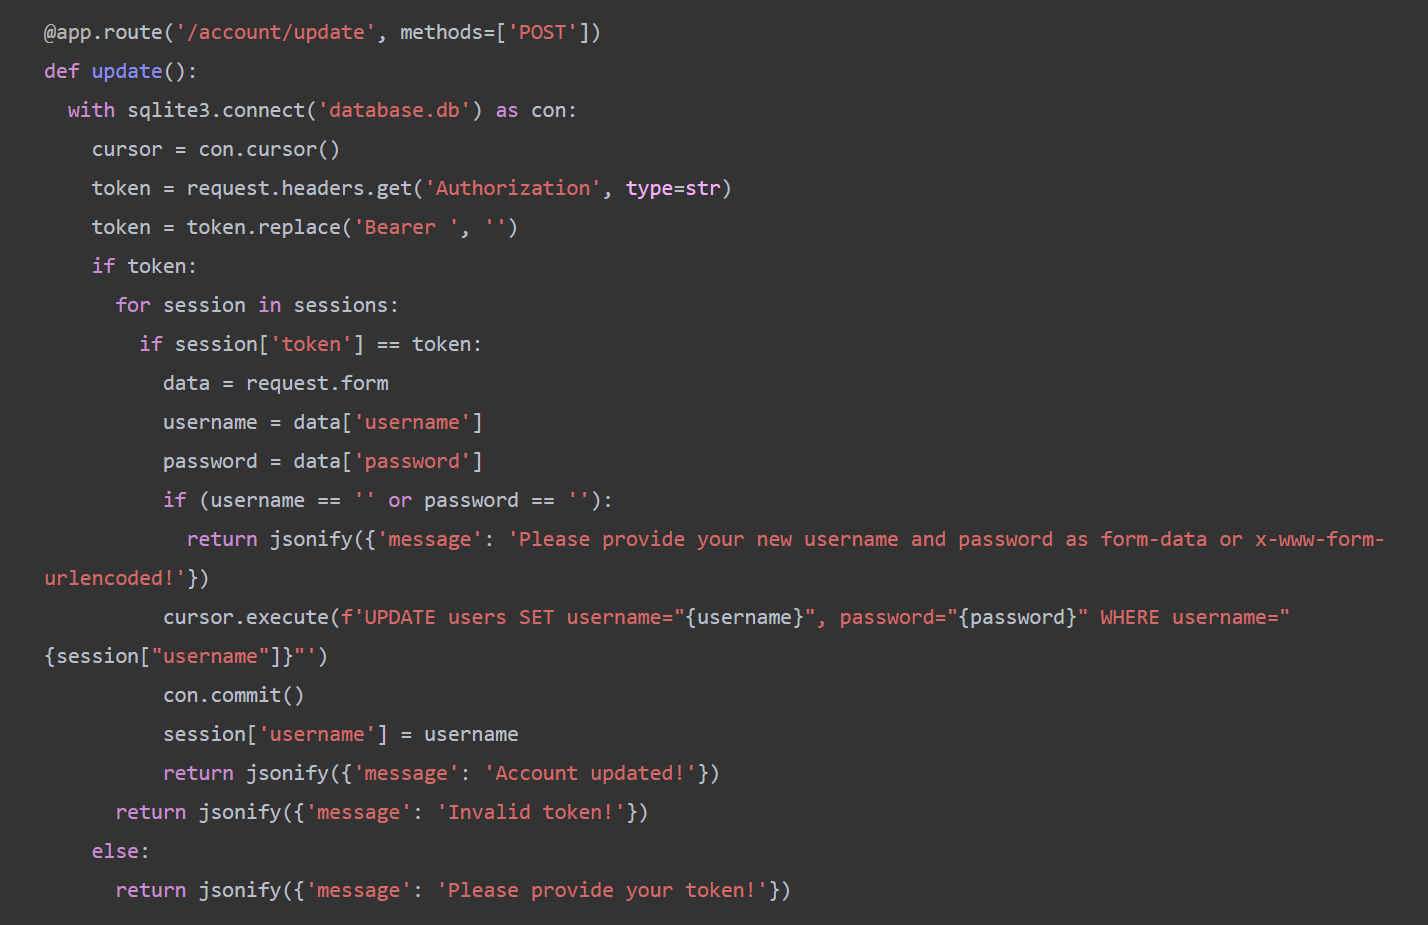 @app.route('/account/update', methods=['POST'])
def update():
  with sqlite3.connect('database.db') as con:
    cursor = con.cursor()
    token = request.headers.get('Authorization', type=str)
    token = token.replace('Bearer ', '')
    if token:
      for session in sessions:
        if session['token'] == token:
          data = request.form
          username = data['username']
          password = data['password']
          if (username == '' or password == ''):
            return jsonify({'message': 'Please provide your new username and password as form-data or x-www-form-
urlencoded!'})
          cursor.execute(f'UPDATE users SET username="{username}", password="{password}" WHERE username="
{session["username"]}"')
          con.commit()
          session['username'] = username
          return jsonify({'message': 'Account updated!'})
      return jsonify({'message': 'Invalid token!'})
    else:
      return jsonify({'message': 'Please provide your token!'})